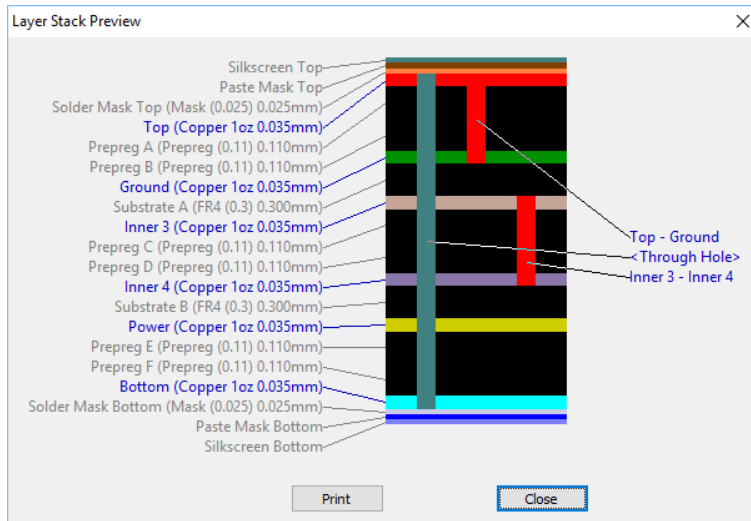 Layer Stack Preview
Silkscreen Top
Paste Mask Top
Solder Mask Top (Mask (0.025) 0.025mm)
Top (Copper 1oz 0.035mm)
Prepreg A (Prepreg (0.11) 0.110mm)
Prepreg B (Prepreg (0.11) 0.110mm)
Ground (Copper 1oz 0.035mm)
Substrate A (FR4 (0.3) 0.300mm)
Inner 3 (Copper 1oz 0.035mm)
Prepreg C (Prepreg (0.11) 0.110mm)
Prepreg D (Prepreg (0.11) 0.110mm)
Inner 4 (Copper 1oz 0.035mm)
Substrate B (FR4 (0.3) 0.300mm)
Power (Copper 1oz 0.035mm)
Prepreg E (Prepreg (0.11) 0.110mm)
Prepreg F (Prepreg (0.11) 0.110mm)
Bottom (Copper 1oz 0.035mm)
Solder Mask Bottom (Mask (0.025) 0.025mm)
Paste Mask Bottom
Silkscreen Bottom
Top - Ground
<Through Hole>
Inner 3 - Inner 4
Print
Close